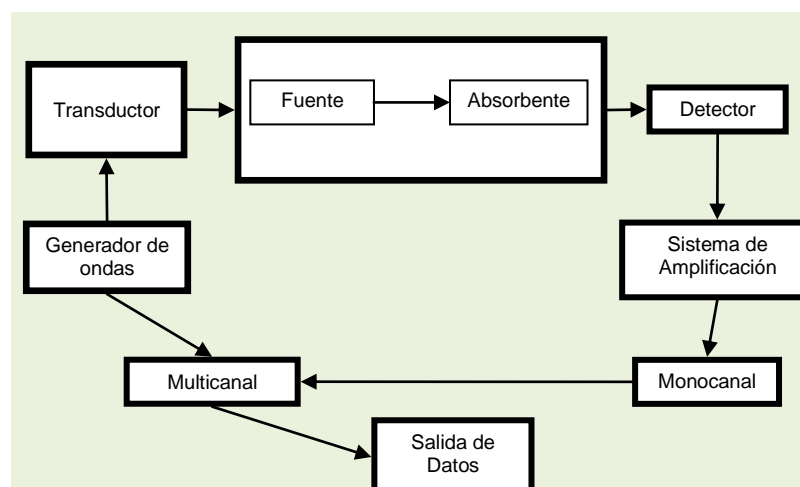 Transductor
Fuente
Absorbente
Detector
Generador de
ondas
Sistema de
Amplificación
Multicanal
Monocanal
Salida de
Datos